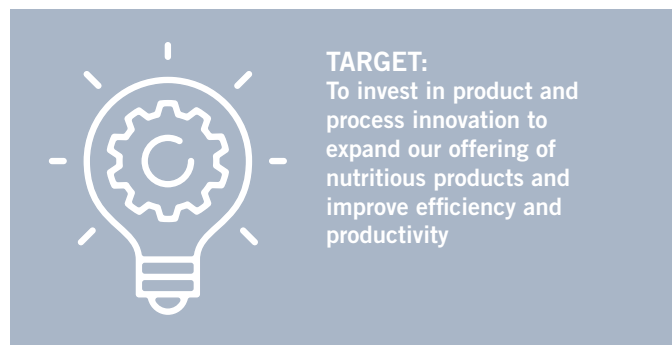 TARGET:
To invest in product and
process innovation to
expand our offering of
nutritious products and
improve efficiency and
productivity